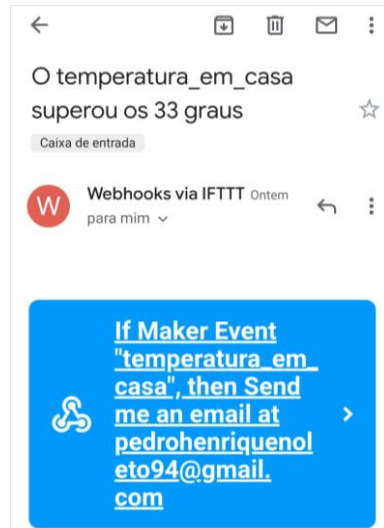 O temperatura_em_casa
superou os 33 graus
Caixa de entrada
W
Webhooks via IFTTT Ontem
para mim
If Maker Event
"temperatura_em_
casa", then Send
me an email at
pedrohenriquenol
eto94@gmail.
com